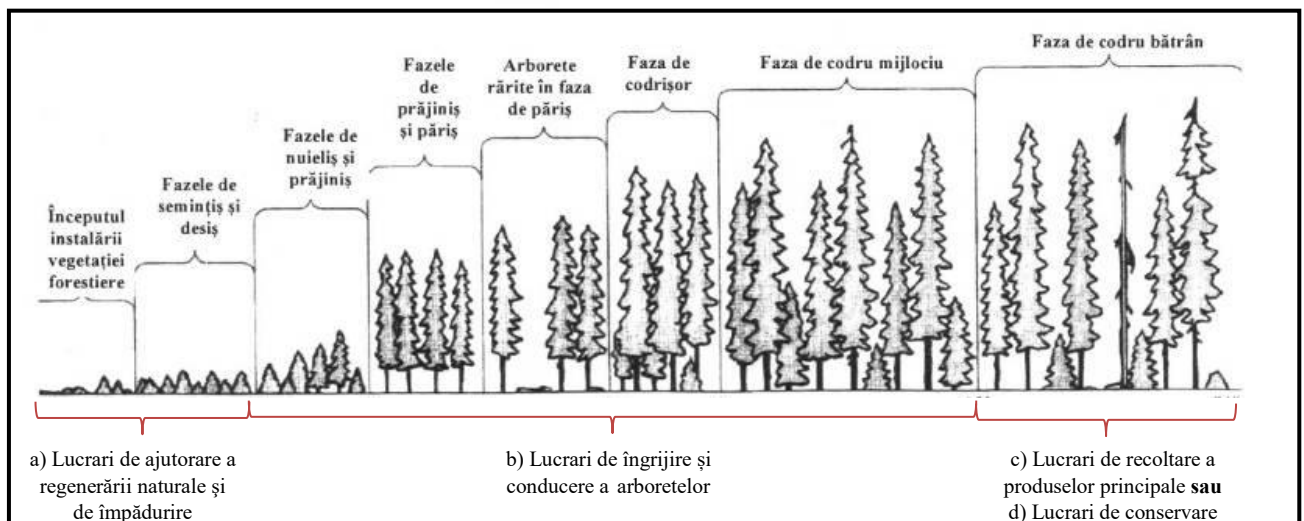 Începutul
instalării
vegetației
forestiere
Fazele de
semințiș și
desiș
Fazele de
nuieliș și
prăjiniș
Fazele
de
prăjiniș
și păriș
Arborete
rărite în faza
de păriș
Faza de
codrișor
Faza de codru mijlociu
Faza de codru bătrân
a) Lucrari de ajutorare a
regenerării naturale și
de împădurire
b) Lucrari de îngrijire și
conducere a arboretelor
c) Lucrari de recoltare a
produselor principale sau
d) Lucrari de conservare